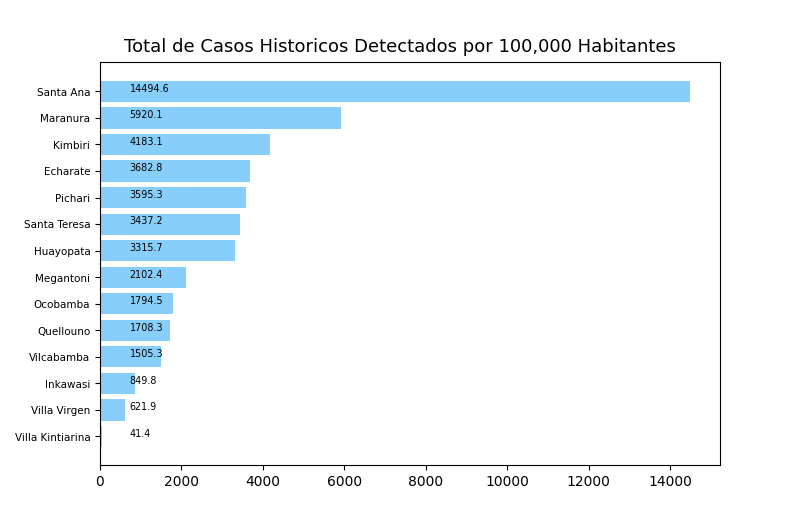 Total de Casos Historicos Detectados por 100,000 Habitantes
Santa Ana 14494.6
Maranura 5920.1
Kimbiri 4183.1
Echarate 3682.8
Pichari 3595.3
Santa Teresa 3437.2
Huayopata 3315.7
Megantoni 2102.4
Ocobamba 1794.5
Quellouno 1708.3
Vilcabamba 1505.3
Inkawasi 849.8
Villa Virgen 621.9
Villa Kintiarina 41.4
0 2000 4000 6000 8000 10000 12000 14000